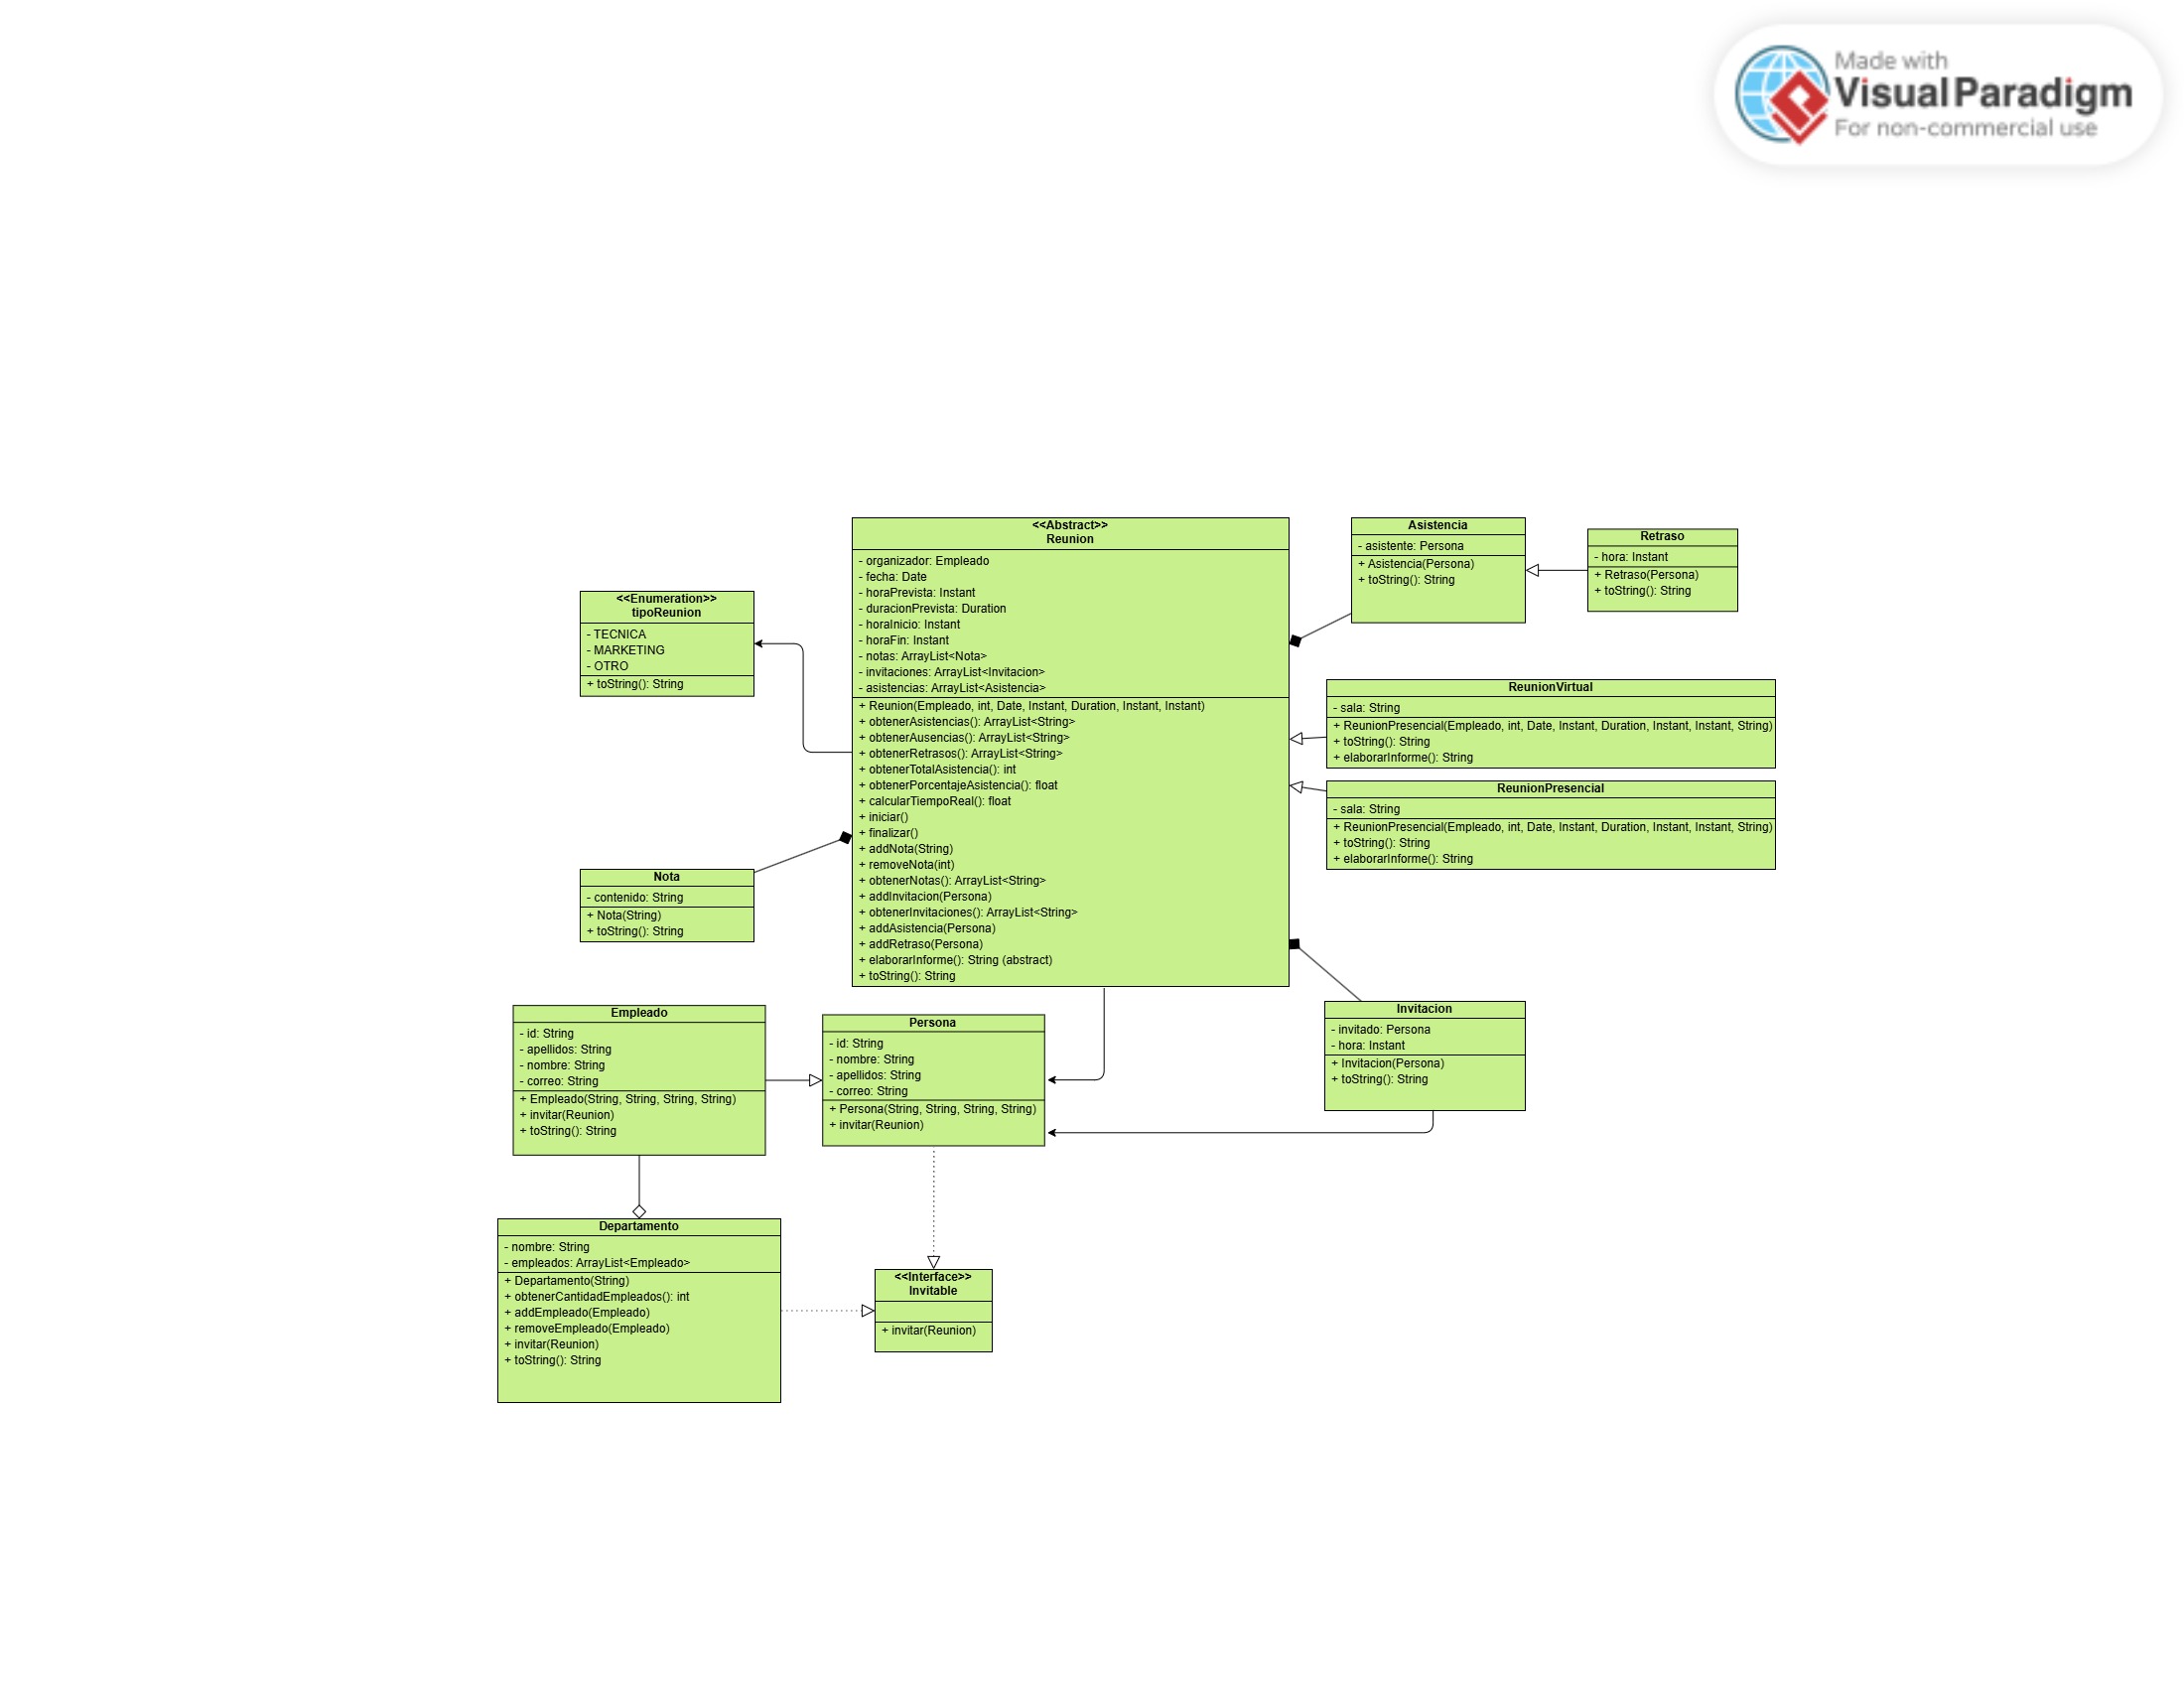 Made with
Visual Paradigm
For non-commercial use
<<Abstract>>
Reunion
- organizador: Empleado
- fecha: Date
- horaPrevista: Instant
- duracionPrevista: Duration
- horaInicio: Instant
- horaFin: Instant
- notas: ArrayList<Nota>
- invitaciones: ArrayList<Invitacion>
- asistencias: ArrayList<Asistencia>
+ Reunion(Empleado, int, Date, Instant, Duration, Instant, Instant)
+ obtenerAsistencias(): ArrayList<String>
+ obtenerAusencias(): ArrayList<String>
+ obtenerRetrasos(): ArrayList<String>
+ obtenerTotalAsistencia(): int
+ obtenerPorcentajeAsistencia(): float
+ calcularTiempoReal(): float
+ iniciar()
+ finalizar()
+ addNota(String)
+ removeNota(int)
+ obtenerNotas(): ArrayList<String>
+ addInvitacion(Persona)
+ obtenerInvitaciones(): ArrayList<String>
+ addAsistencia(Persona)
+ addRetraso(Persona)
+ elaborarInforme(): String (abstract)
+ toString(): String
Asistencia
- asistente: Persona
+ Asistencia(Persona)
+ toString(): String
Retraso
- hora: Instant
+ Retraso(Persona)
+ toString(): String
<<Enumeration>>
tipoReunion
- TECNICA
- MARKETING
- OTRO
+ toString(): String
ReunionVirtual
- sala: String
+ ReunionPresencial(Empleado, int, Date, Instant, Duration, Instant, Instant, String)
+ toString(): String
+ elaborarInforme(): String
ReunionPresencial
- sala: String
+ ReunionPresencial(Empleado, int, Date, Instant, Duration, Instant, Instant, String)
+ toString(): String
+ elaborarInforme(): String
Nota
- contenido: String
+ Nota(String)
+ toString(): String
Empleado
- id: String
- apellidos: String
- nombre: String
- correo: String
+ Empleado(String, String, String, String)
+ invitar(Reunion)
+ toString(): String
Persona
- id: String
- nombre: String
- apellidos: String
- correo: String
+ Persona(String, String, String, String)
+ invitar(Reunion)
Invitacion
- invitado: Persona
- hora: Instant
+ Invitacion(Persona)
+ toString(): String
Departamento
- nombre: String
- empleados: ArrayList<Empleado>
+ Departamento(String)
+ obtenerCantidadEmpleados(): int
+ addEmpleado(Empleado)
+ removeEmpleado(Empleado)
+ invitar(Reunion)
+ toString(): String
<<Interface>>
Invitable
+ invitar(Reunion)